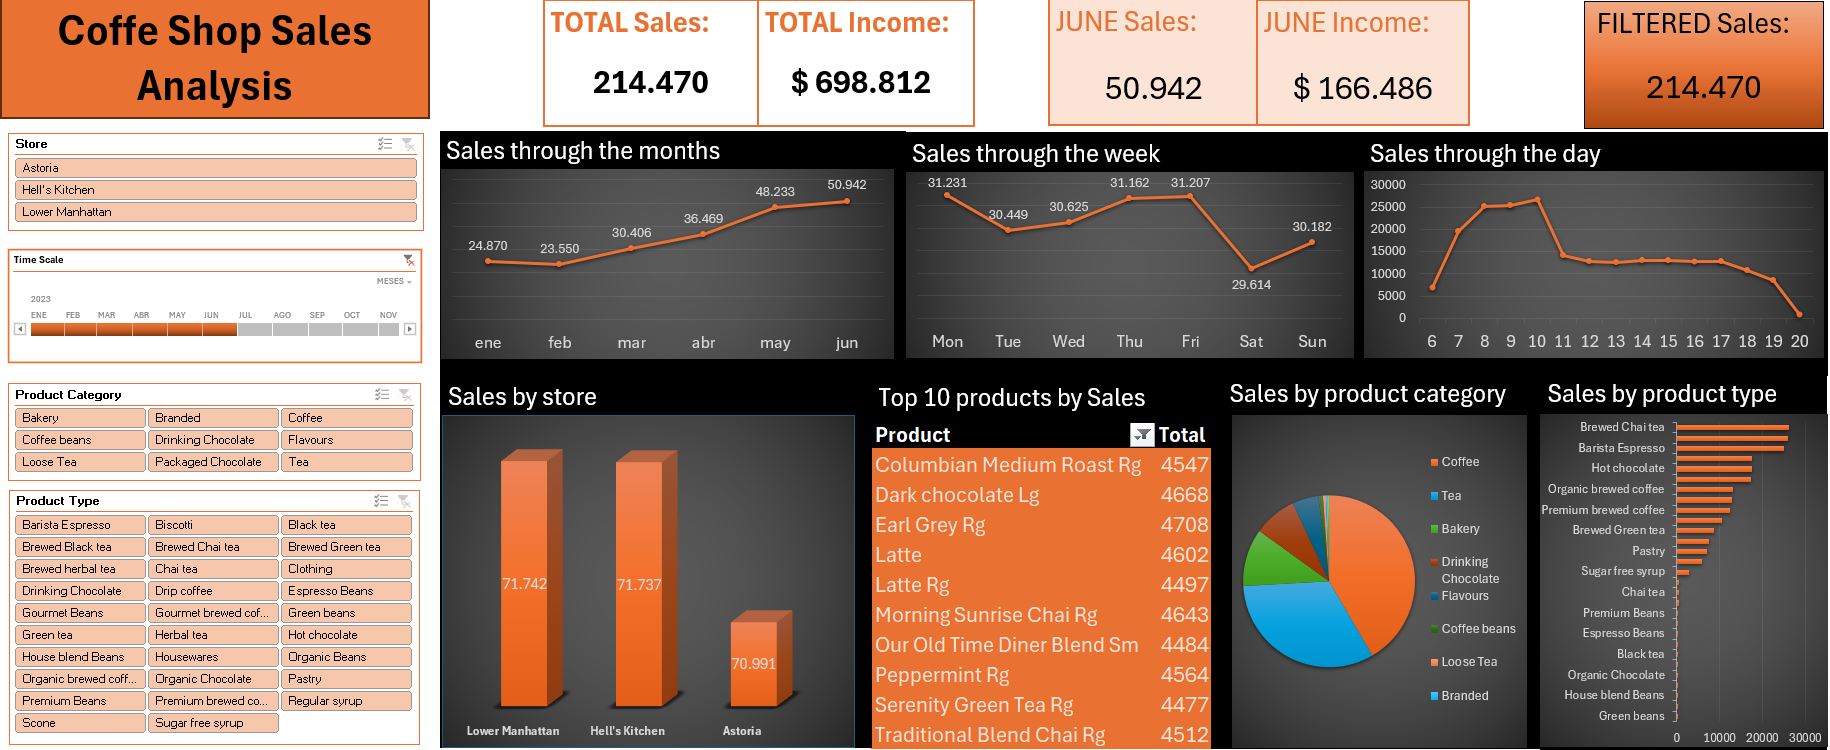 Coffe Shop Sales
Analysis
TOTAL Sales:
214.470
TOTAL Income:
$ 698.812
JUNE Sales:
50.942
JUNE Income:
$ 166.486
FILTERED Sales:
214.470
Store
Astoria
Hell's Kitchen
Lower Manhattan
Time Scale
MESES
2023
ENE FEB MAR ABR MAY JUN JUL AGO SEP OCT NOV
Product Category
Bakery Branded Coffee
Coffee beans Drinking Chocolate Flavours
Loose Tea Packaged Chocolate Tea
Product Type
Barista Espresso Biscotti Black tea
Brewed Black tea Brewed Chai tea Brewed Green tea
Brewed herbal tea Chai tea Clothing
Drinking Chocolate Drip coffee Espresso Beans
Gourmet Beans Gourmet brewed cof... Green beans
Green tea Herbal tea Hot chocolate
House blend Beans Housewares Organic Beans
Organic brewed coff... Organic Chocolate Pastry
Premium Beans Premium brewed co... Regular syrup
Scone Sugar free syrup
Sales through the months
24.870 23.550 30.406 36.469 48.233 50.942
ene feb mar abr may jun
Sales through the week
31.231 30.449 30.625 31.162 31.207 29.614 30.182
Mon Tue Wed Thu Fri Sat Sun
Sales through the day
30000
25000
20000
15000
10000
5000
0
6 7 8 9 10 11 12 13 14 15 16 17 18 19 20
Sales by store
71.742 71.737 70.991
Lower Manhattan Hell's Kitchen Astoria
Top 10 products by Sales
Product Total
Columbian Medium Roast Rg 4547
Dark chocolate Lg 4668
Earl Grey Rg 4708
Latte 4602
Latte Rg 4497
Morning Sunrise Chai Rg 4643
Our Old Time Diner Blend Sm 4484
Peppermint Rg 4564
Serenity Green Tea Rg 4477
Traditional Blend Chai Rg 4512
Sales by product category
Coffee
Tea
Bakery
Drinking
Chocolate
Flavours
Coffee beans
Loose Tea
Branded
Sales by product type
Brewed Chai tea
Barista Espresso
Hot chocolate
Organic brewed coffee
Premium brewed coffee
Brewed Green tea
Pastry
Sugar free syrup
Chai tea
Premium Beans
Espresso Beans
Black tea
Organic Chocolate
House blend Beans
Green beans
0 10000 20000 30000